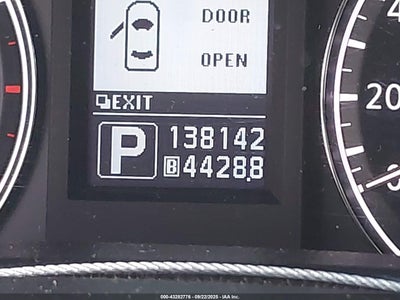 DOOR
OPEN
EXIT
P 138142
B 4428.8
20
000-43282776 - 09/22/2025 - IAA Inc.